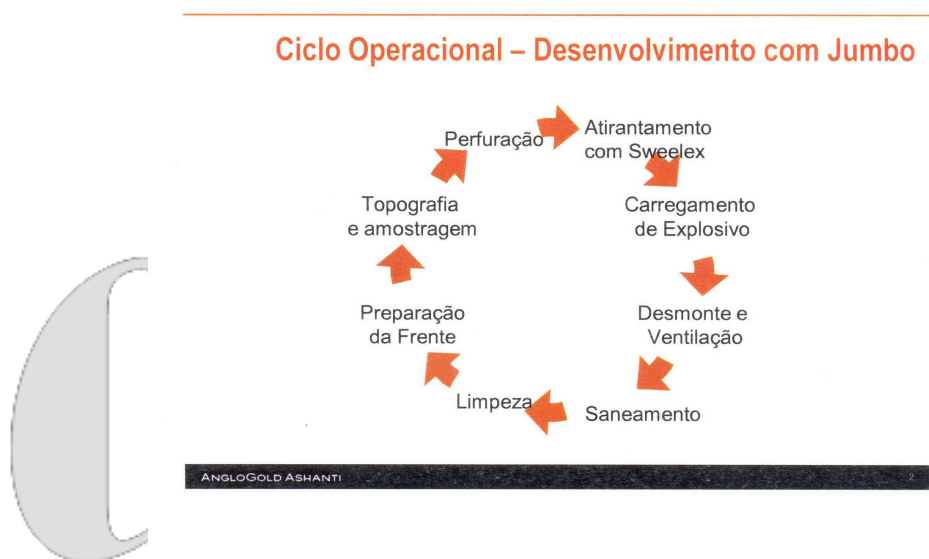 Ciclo Operacional – Desenvolvimento com Jumbo
Perfuração
Atirantamento
com Sweelex
Carregamento
de Explosivo
Desmonte e
Ventilação
Saneamento
Limpeza
Preparação
da Frente
Topografia
e amostragem
ANGLOGOLD ASHANTI
2